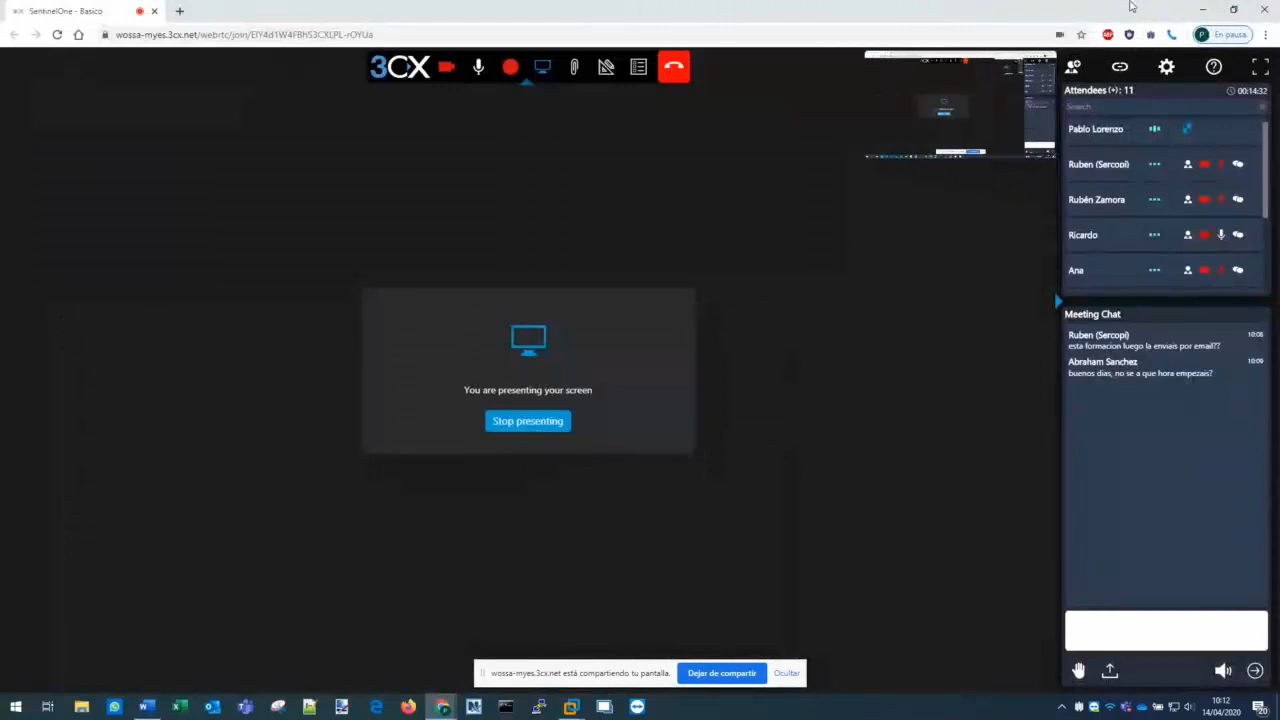 SentinelOne - Basico
wossa-myes.3cx.net/webrtc/join/
En pausa
3CX
Attendees (+): 11
00:14:32
Search
Pablo Lorenzo
Ruben (Sercopi)
Rubén Zamora
Ricardo
Ana
You are presenting your screen
Stop presenting
Meeting Chat
Ruben (Sercopi)
10:08
esta formacion luego la enviais por email??
Abraham Sanchez
10:09
buenos dias, no se a que hora empezais?
wossa-myes.3cx.net está compartiendo tu pantalla.
Dejar de compartir
Ocultar
10:12
14/04/2020
20